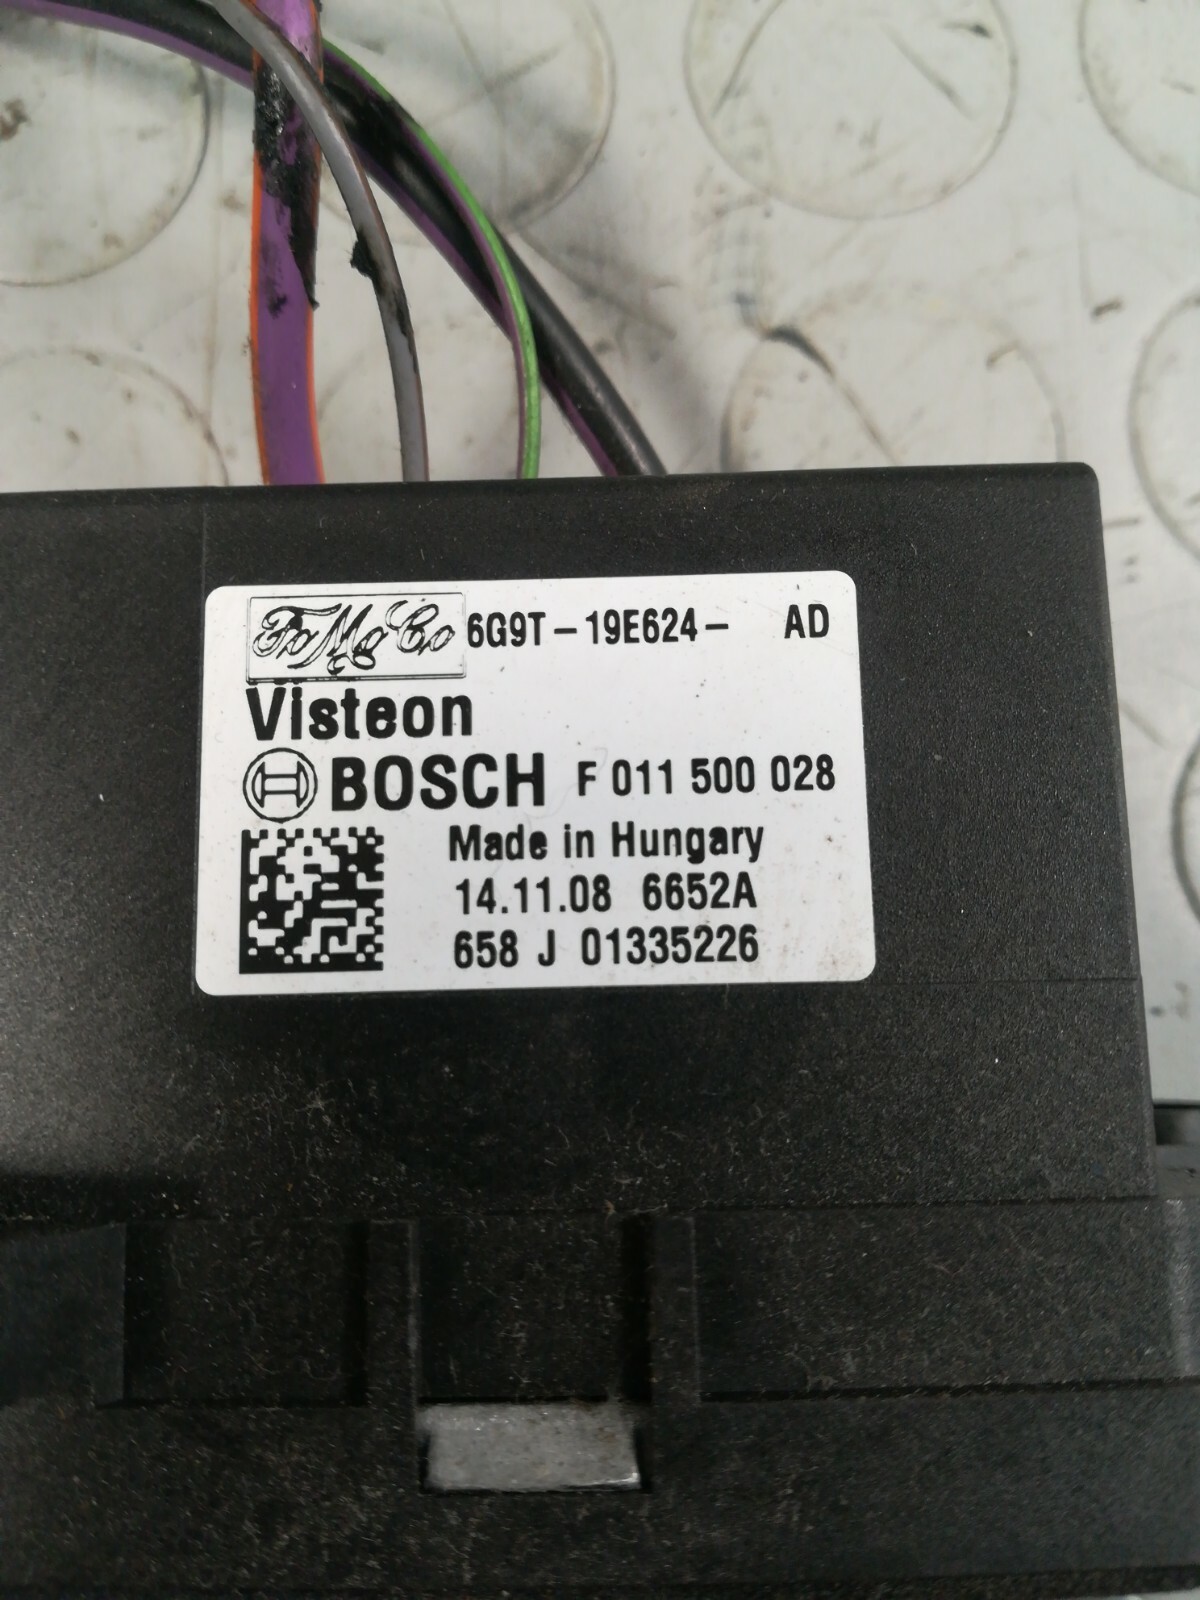 FoMoCo 6G9T-19E624- AD
Visteon
BOSCH F 011 500 028
Made in Hungary
14.11.08 6652A
658 J 01335226